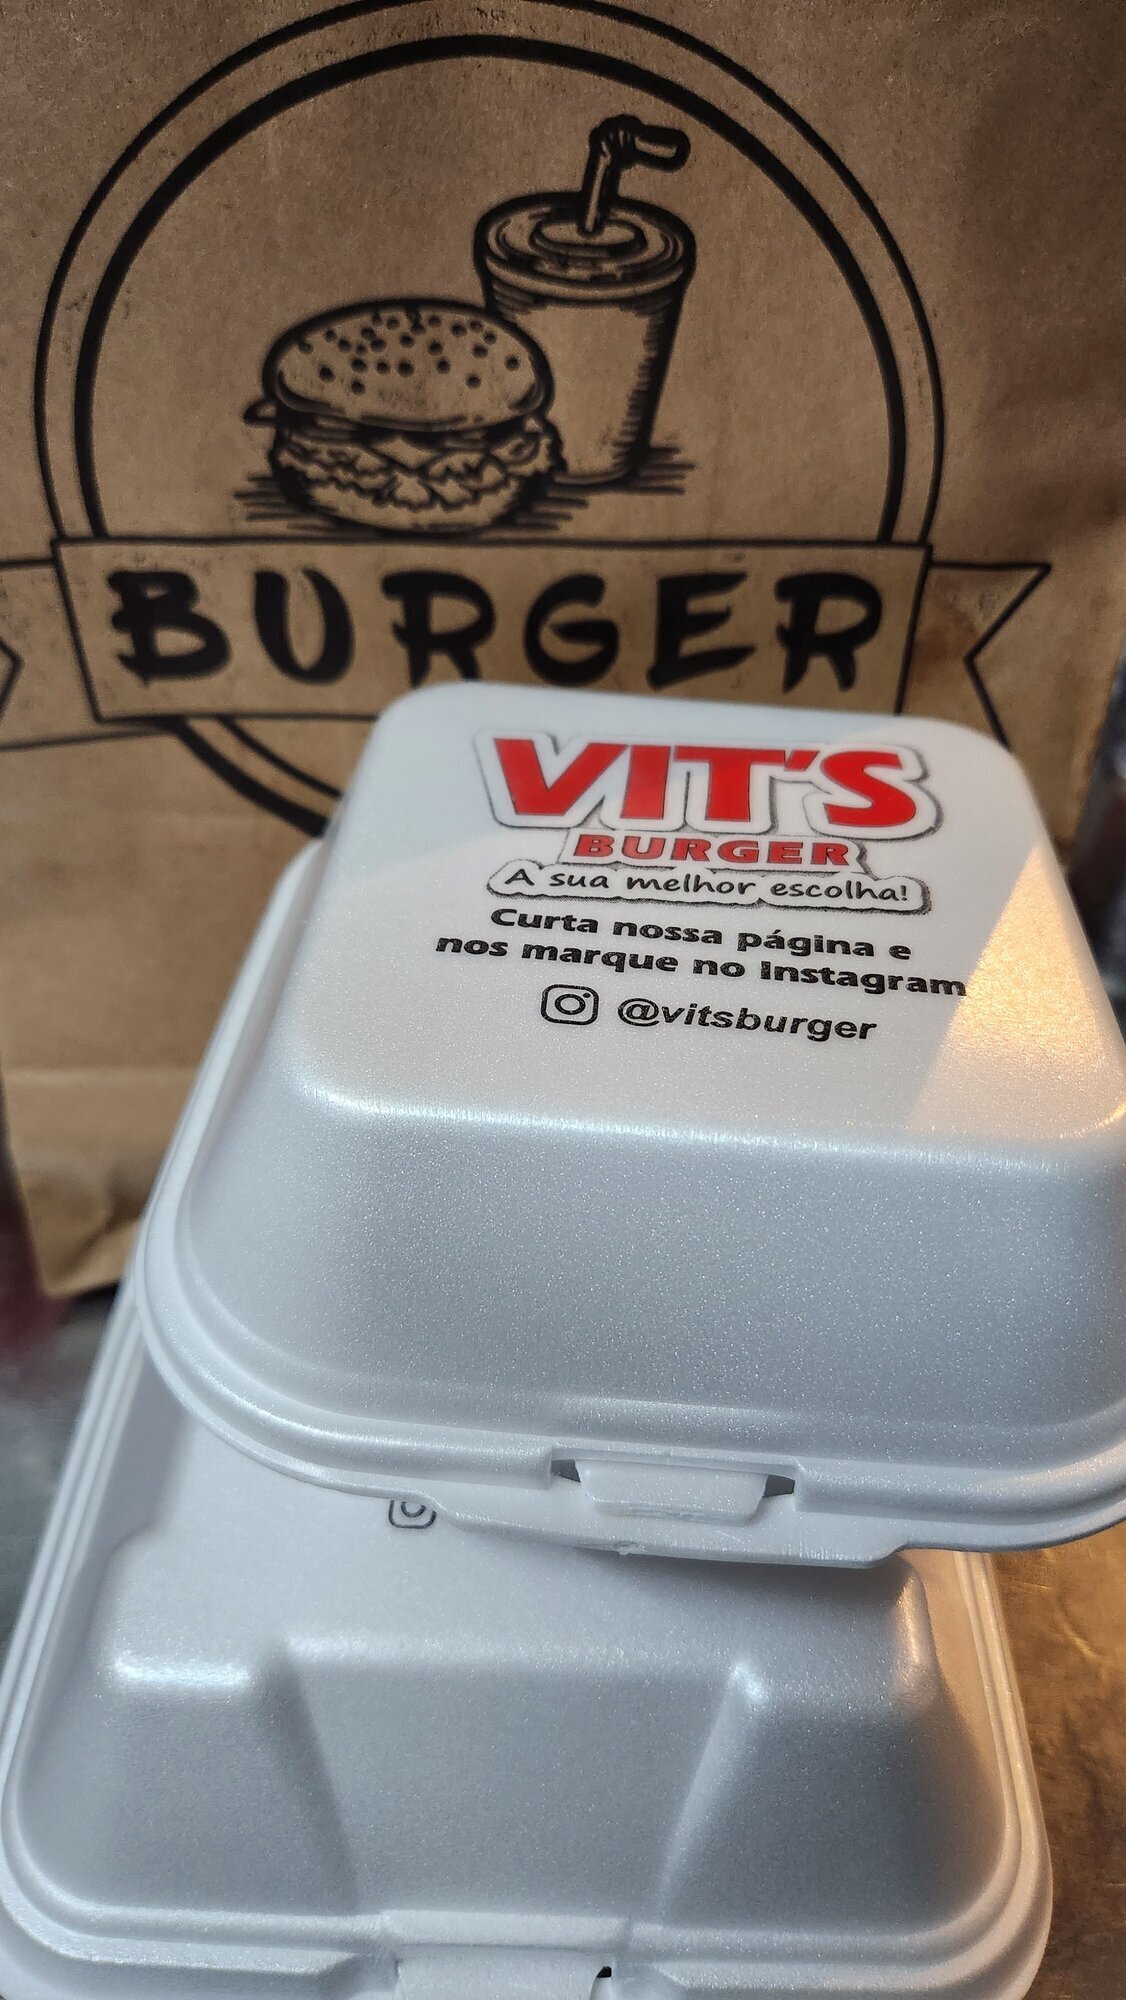 BURGER
VIT'S
BURGER
A sua melhor escolha!
Curta nossa página e
nos marque no Instagram
@vitsburger